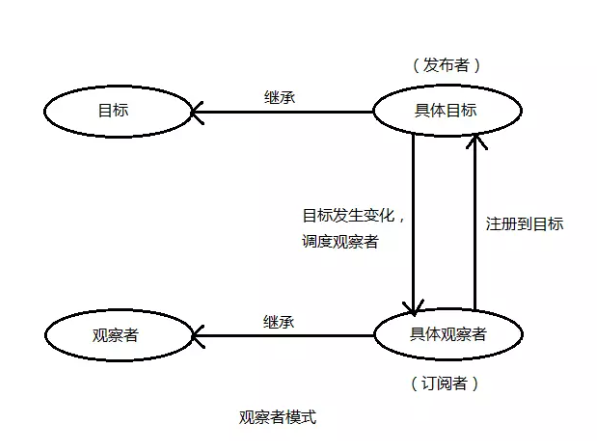 （发布者）
目标
继承
具体目标
目标发生变化，
调度观察者
注册到目标
观察者
继承
具体观察者
（订阅者）
观察者模式